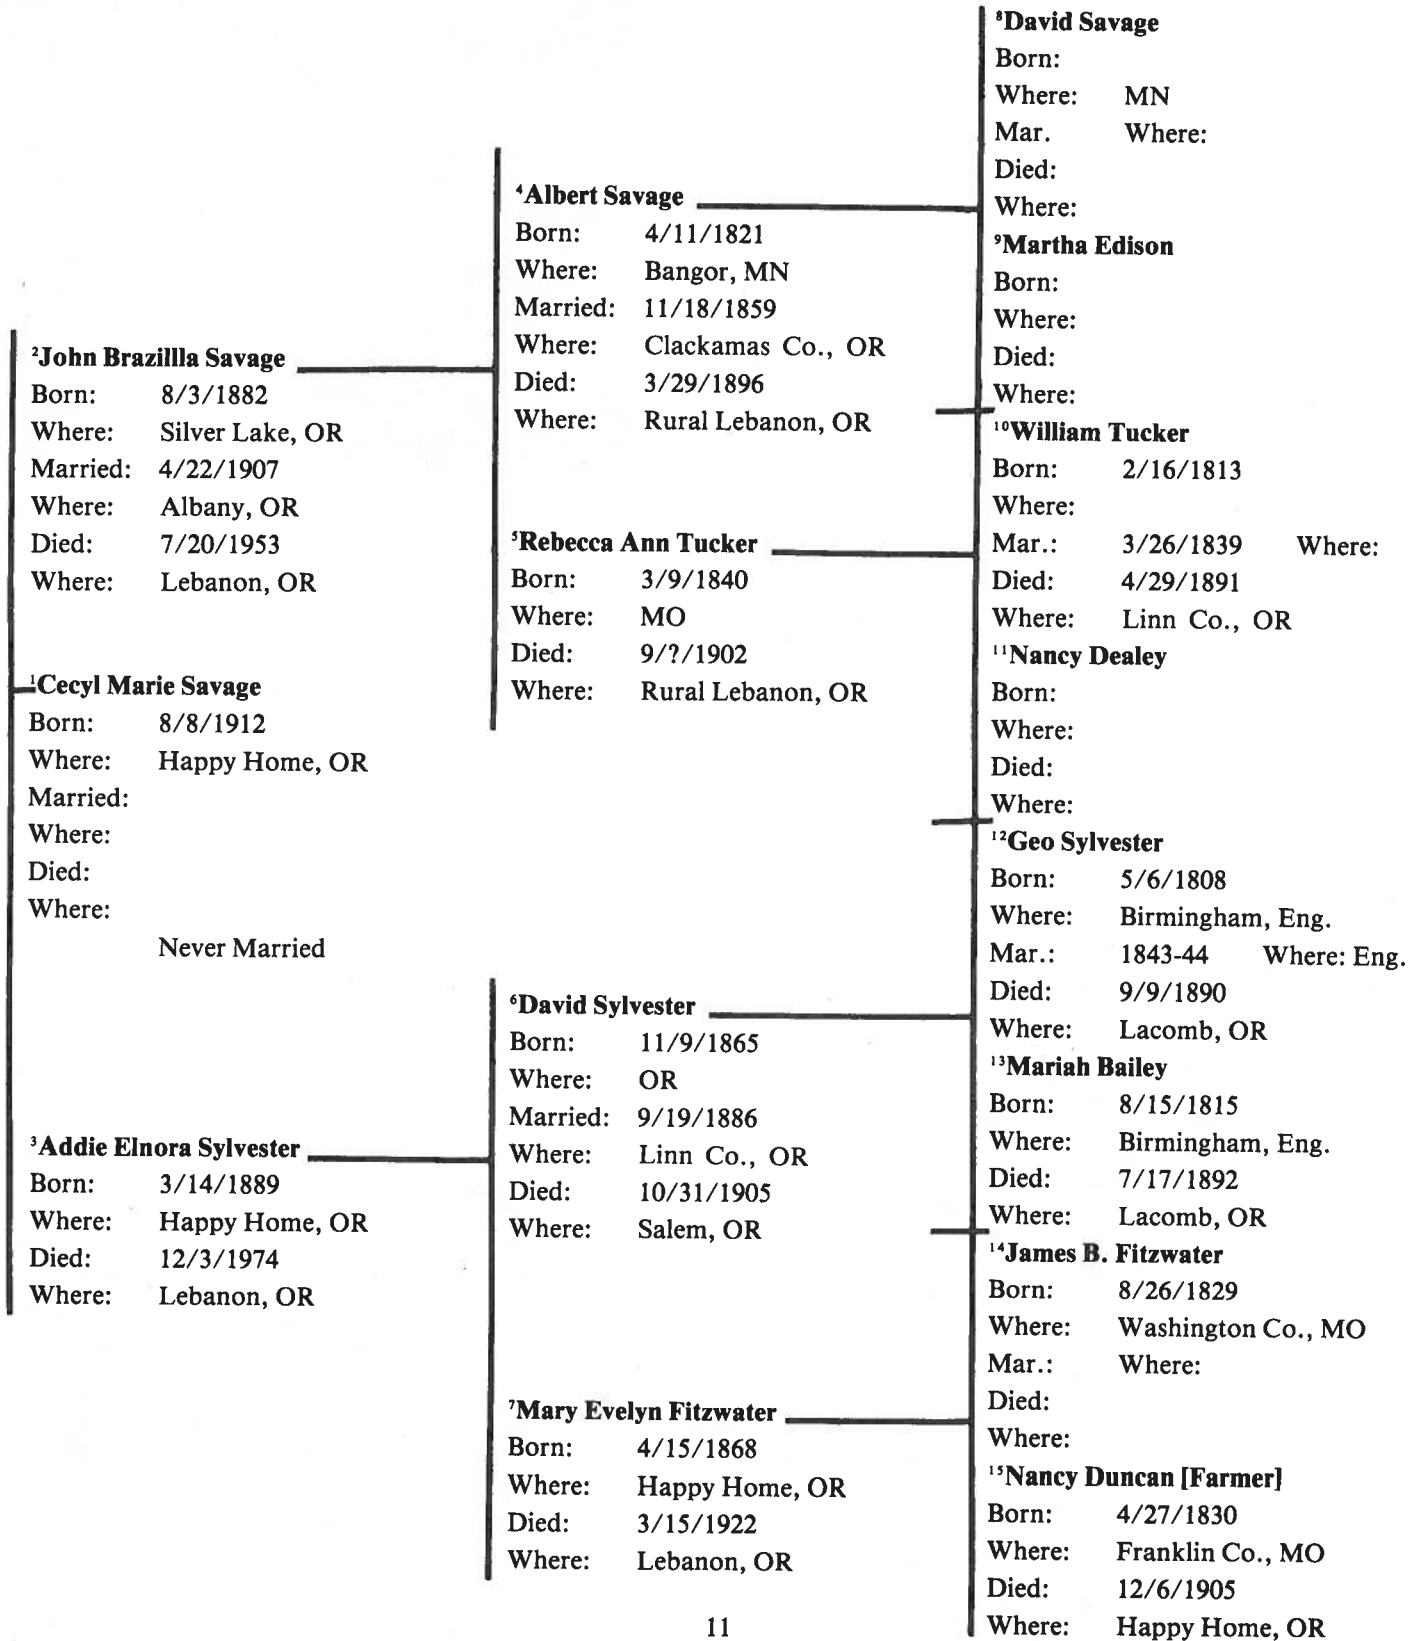 ⁸David Savage
Born:
Where: MN
Mar. Where:
Died:
Where:
⁴Albert Savage
Born: 4/11/1821
Where: Bangor, MN
Married: 11/18/1859
Where: Clackamas Co., OR
Died: 3/29/1896
Where: Rural Lebanon, OR
⁹Martha Edison
Born:
Where:
Died:
Where:
²John Brazillla Savage
Born: 8/3/1882
Where: Silver Lake, OR
Married: 4/22/1907
Where: Albany, OR
Died: 7/20/1953
Where: Lebanon, OR
¹⁰William Tucker
Born: 2/16/1813
Where:
Mar.: 3/26/1839 Where:
Died: 4/29/1891
Where: Linn Co., OR
⁵Rebecca Ann Tucker
Born: 3/9/1840
Where: MO
Died: 9/?/1902
Where: Rural Lebanon, OR
¹¹Nancy Dealey
Born:
Where:
Died:
Where:
¹Cecyl Marie Savage
Born: 8/8/1912
Where: Happy Home, OR
Married:
Where:
Died:
Where:
Never Married
¹²Geo Sylvester
Born: 5/6/1808
Where: Birmingham, Eng.
Mar.: 1843-44 Where: Eng.
Died: 9/9/1890
Where: Lacomb, OR
⁶David Sylvester
Born: 11/9/1865
Where: OR
Married: 9/19/1886
Where: Linn Co., OR
Died: 10/31/1905
Where: Salem, OR
¹³Mariah Bailey
Born: 8/15/1815
Where: Birmingham, Eng.
Died: 7/17/1892
Where: Lacomb, OR
³Addie Elnora Sylvester
Born: 3/14/1889
Where: Happy Home, OR
Died: 12/3/1974
Where: Lebanon, OR
¹⁴James B. Fitzwater
Born: 8/26/1829
Where: Washington Co., MO
Mar.: Where:
Died:
Where:
⁷Mary Evelyn Fitzwater
Born: 4/15/1868
Where: Happy Home, OR
Died: 3/15/1922
Where: Lebanon, OR
¹⁵Nancy Duncan [Farmer]
Born: 4/27/1830
Where: Franklin Co., MO
Died: 12/6/1905
Where: Happy Home, OR
11